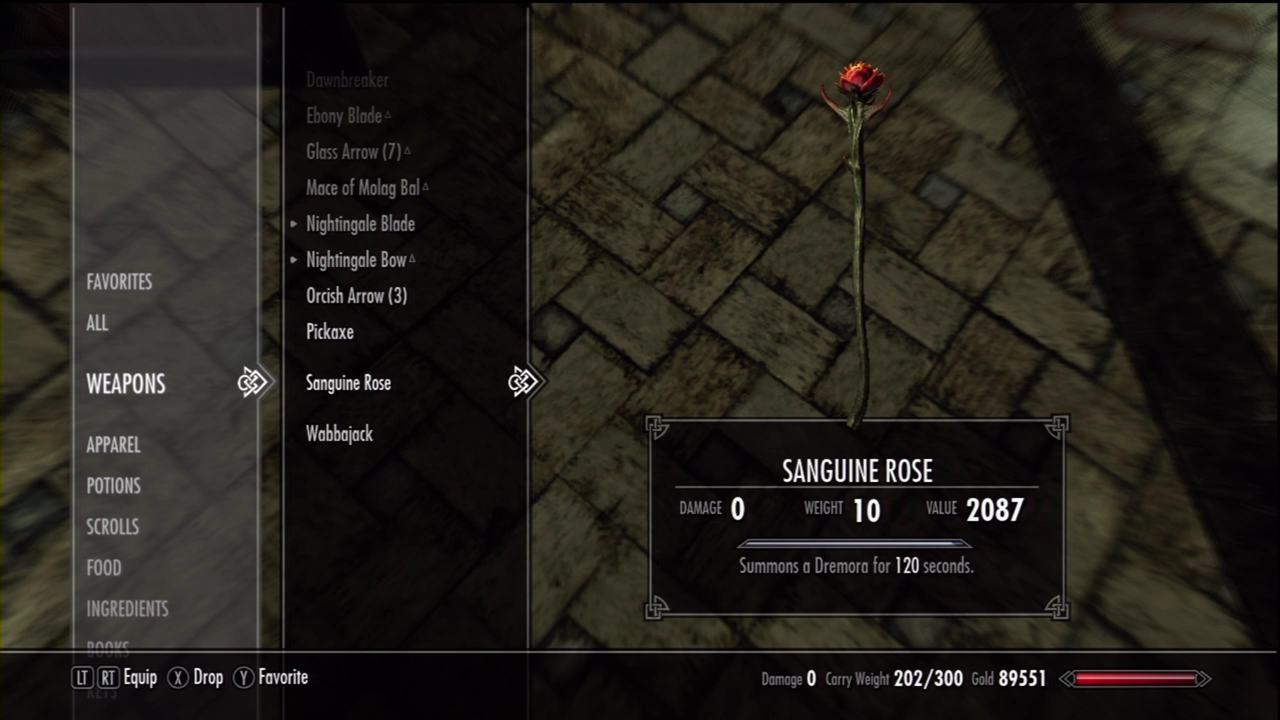 Dawnbreaker
Ebony Blade
Glass Arrow (7)
Mace of Molag Bal
Nightingale Blade
Nightingale Bow
Orcish Arrow (3)
Pickaxe
Sanguine Rose
Wabbajack
FAVORITES
ALL
WEAPONS
APPAREL
POTIONS
SCROLLS
FOOD
INGREDIENTS
BOOKS
KEYS
SANGUINE ROSE
DAMAGE 0 WEIGHT 10 VALUE 2087
Summons a Dremora for 120 seconds.
LT RT Equip X Drop Y Favorite
Damage 0 Carry Weight 202/300 Gold 89551